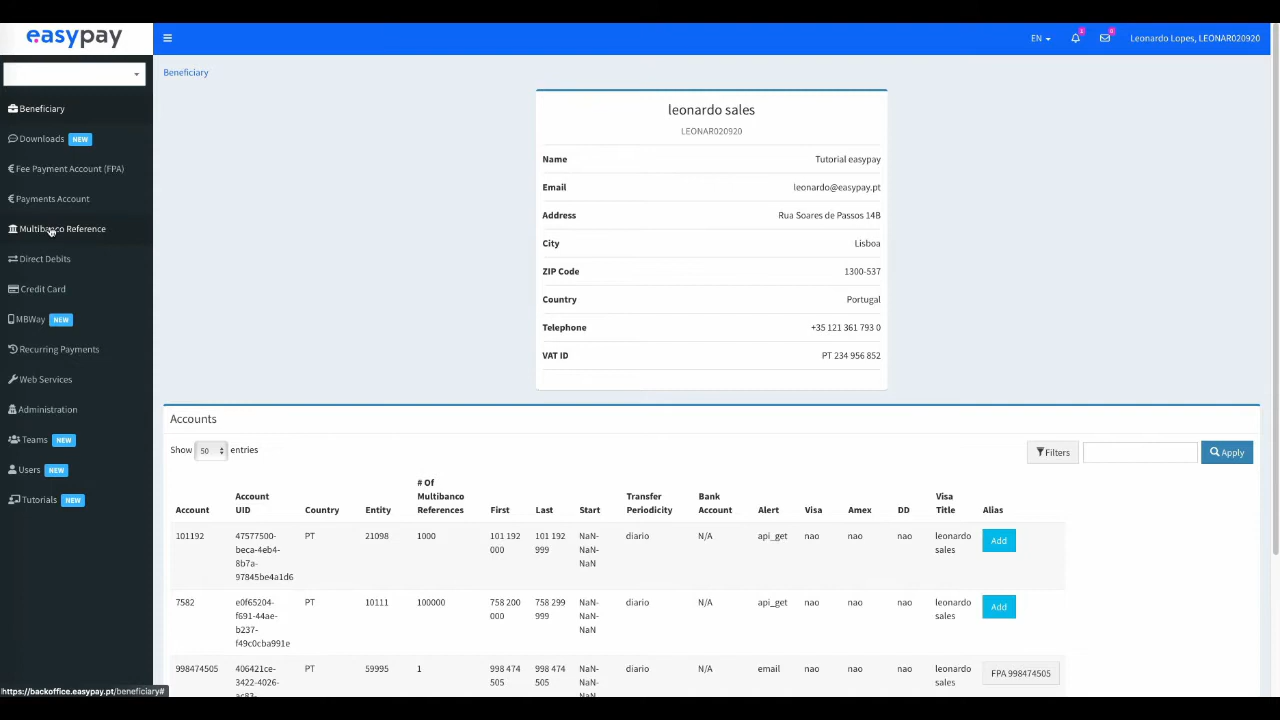 easypay
EN
1
0
Leonardo Lopes, LEONAR020920
Beneficiary
Downloads NEW
Fee Payment Account (FPA)
Payments Account
Multibanco Reference
Direct Debits
Credit Card
MBWay NEW
Recurring Payments
Web Services
Administration
Teams NEW
Users NEW
Tutorials NEW
https://backoffice.easypay.pt/beneficiary#
Beneficiary
leonardo sales
LEONAR020920
Name Tutorial easypay
Email leonardo@easypay.pt
Address Rua Soares de Passos 14B
City Lisboa
ZIP Code 1300-537
Country Portugal
Telephone +35 121 361 793 0
VAT ID PT 234 956 852
Accounts
Show 50 entries
Filters
Apply
# Of
Account Multibanco Transfer Bank Visa
Account UID Country Entity References First Last Start Periodicity Account Alert Visa Amex DD Title Alias
101192 47577500- PT 21098 1000 101 192 101 192 NaN- diario N/A api_get nao nao nao leonardo Add
beca-4eb4- 000 999 NaN- sales
8b7a- NaN
97845be4a1d6
7582 e0f65204- PT 10111 100000 758 200 758 299 NaN- diario N/A api_get nao nao nao leonardo Add
f691-44ae- 000 999 NaN- sales
b237- NaN
f49c0cba991e
998474505 406421ce- PT 59995 1 998 474 998 474 NaN- diario N/A email nao nao nao leonardo FPA 998474505
3422-4026- 505 505 NaN- sales